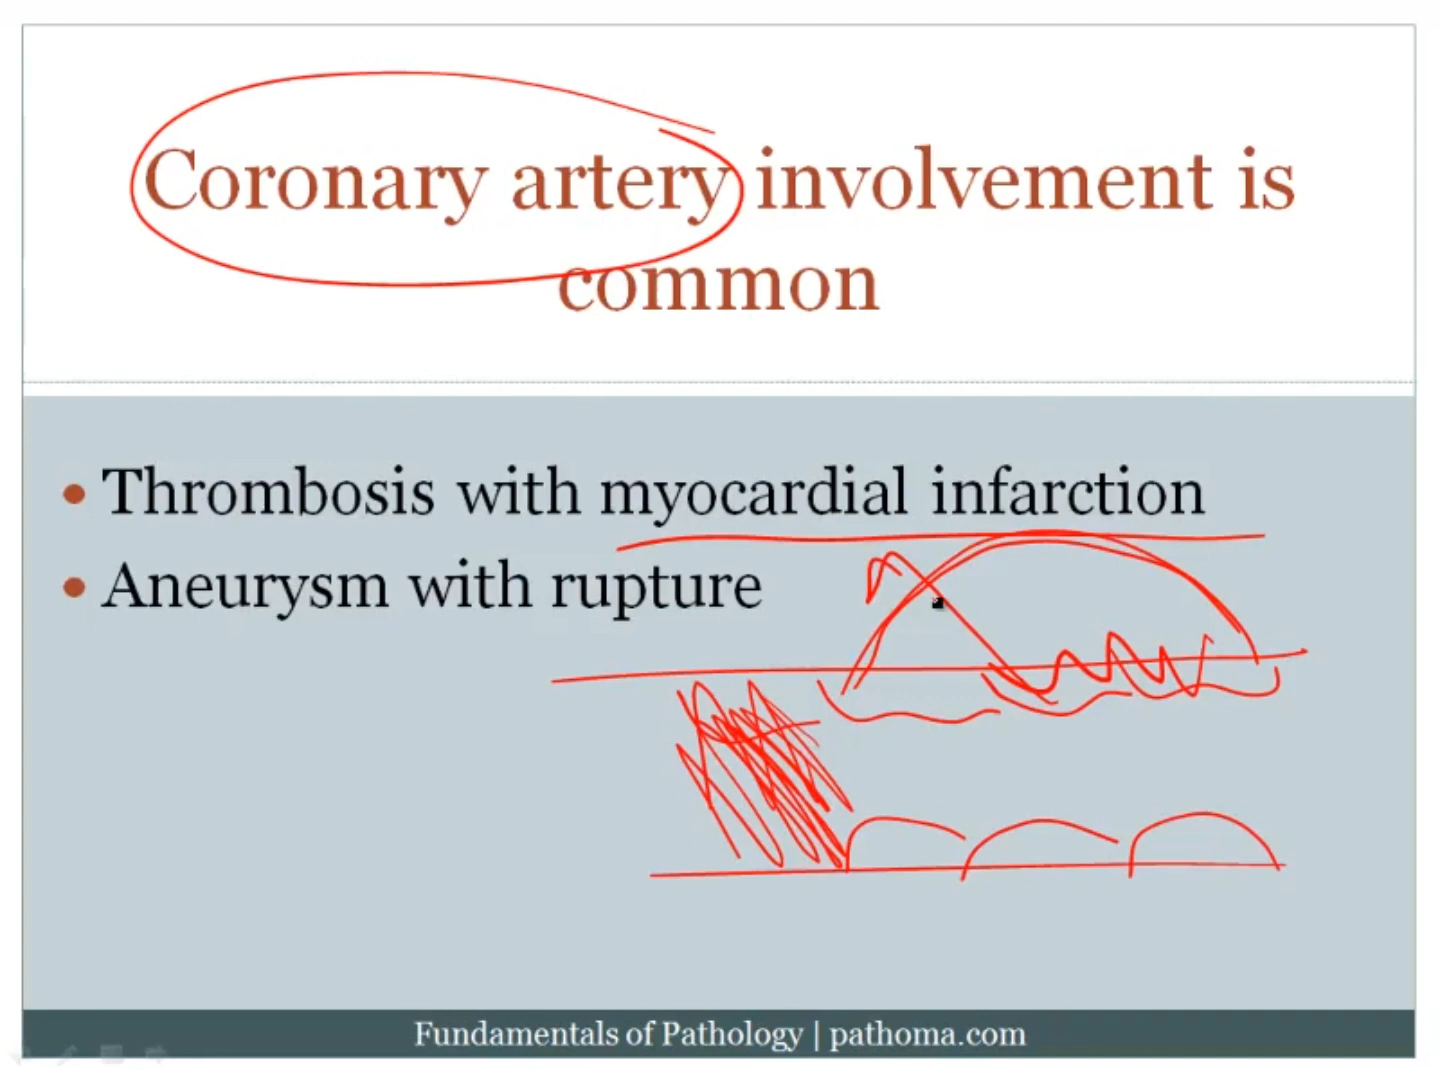 Coronary artery involvement is
common
• Thrombosis with myocardial infarction
• Aneurysm with rupture
Fundamentals of Pathology | pathoma.com